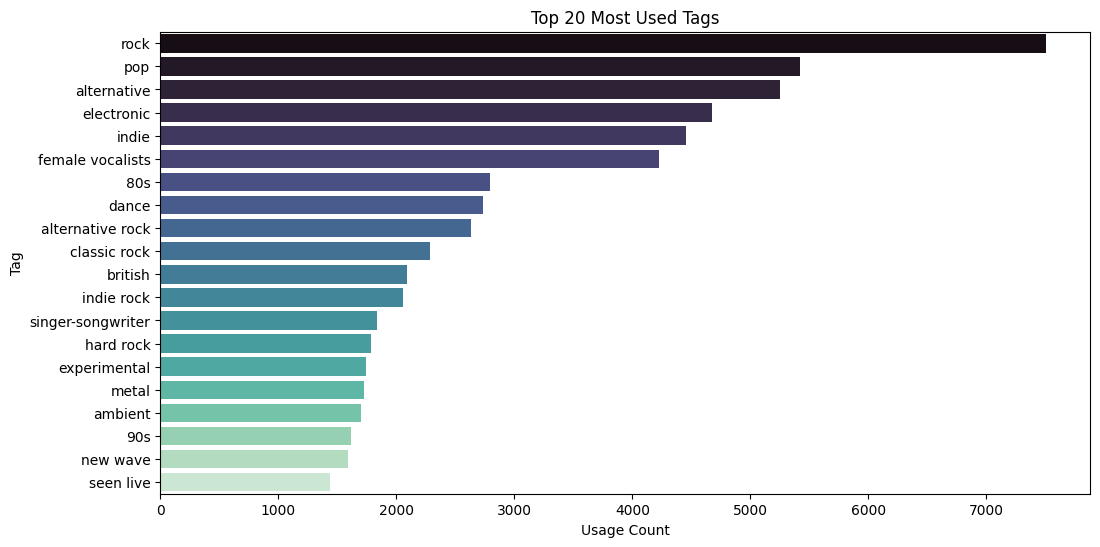 Top 20 Most Used Tags
Tag
rock
pop
alternative
electronic
indie
female vocalists
80s
dance
alternative rock
classic rock
british
indie rock
singer-songwriter
hard rock
experimental
metal
ambient
90s
new wave
seen live
0 1000 2000 3000 4000 5000 6000 7000
Usage Count